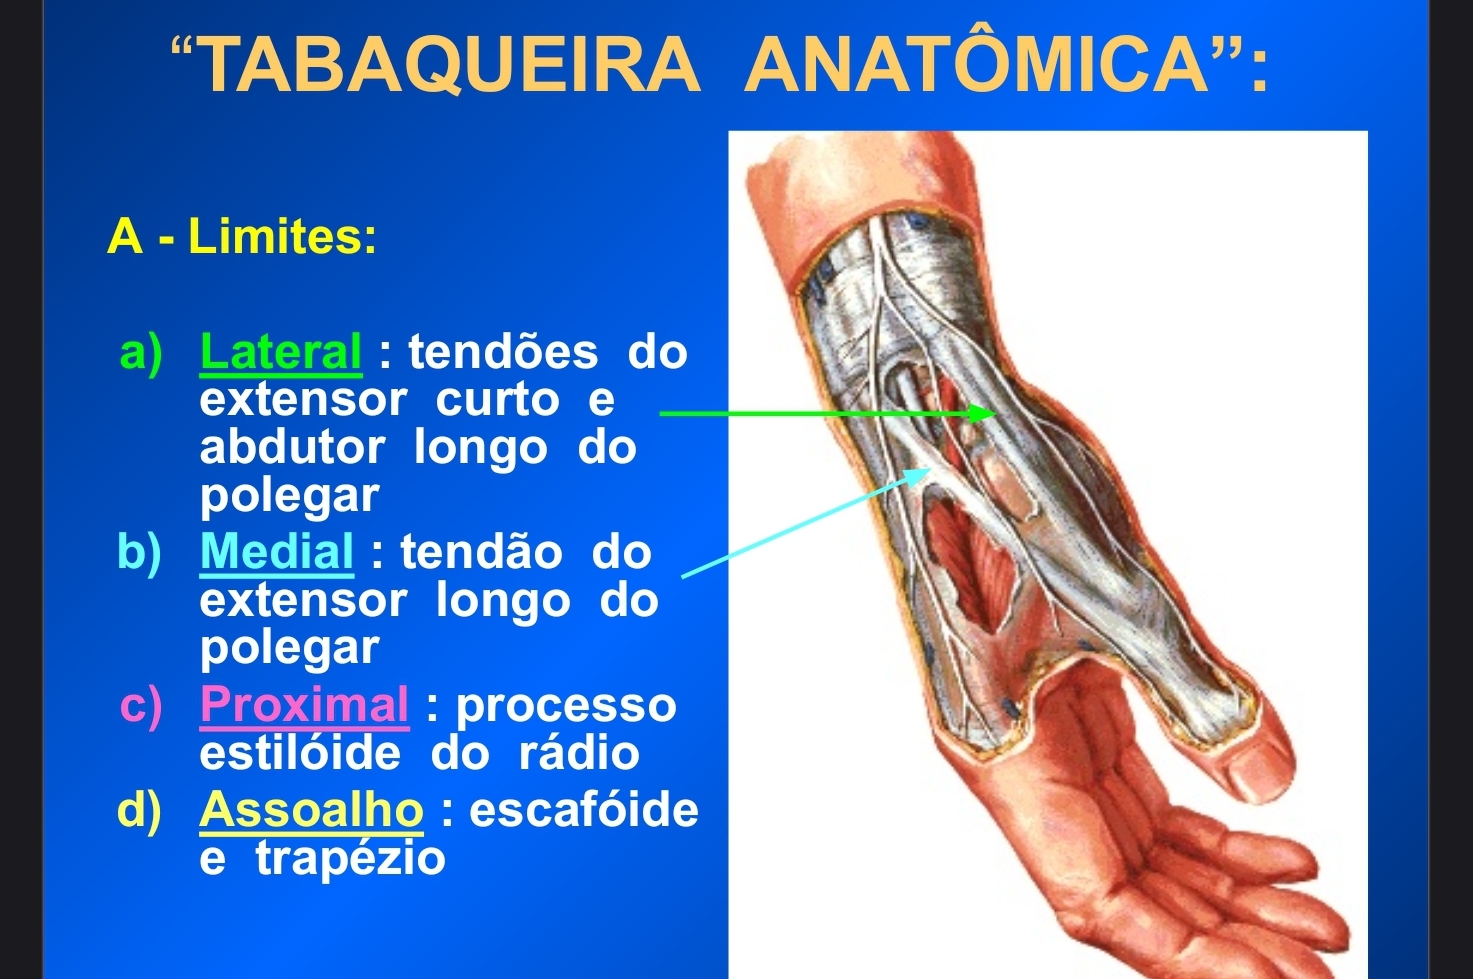 “TABAQUEIRA ANATÔMICA”:
A - Limites:
a) Lateral : tendões do
extensor curto e
abdutor longo do
polegar
b) Medial : tendão do
extensor longo do
polegar
c) Proximal : processo
estilóide do rádio
d) Assoalho : escafóide
e trapézio